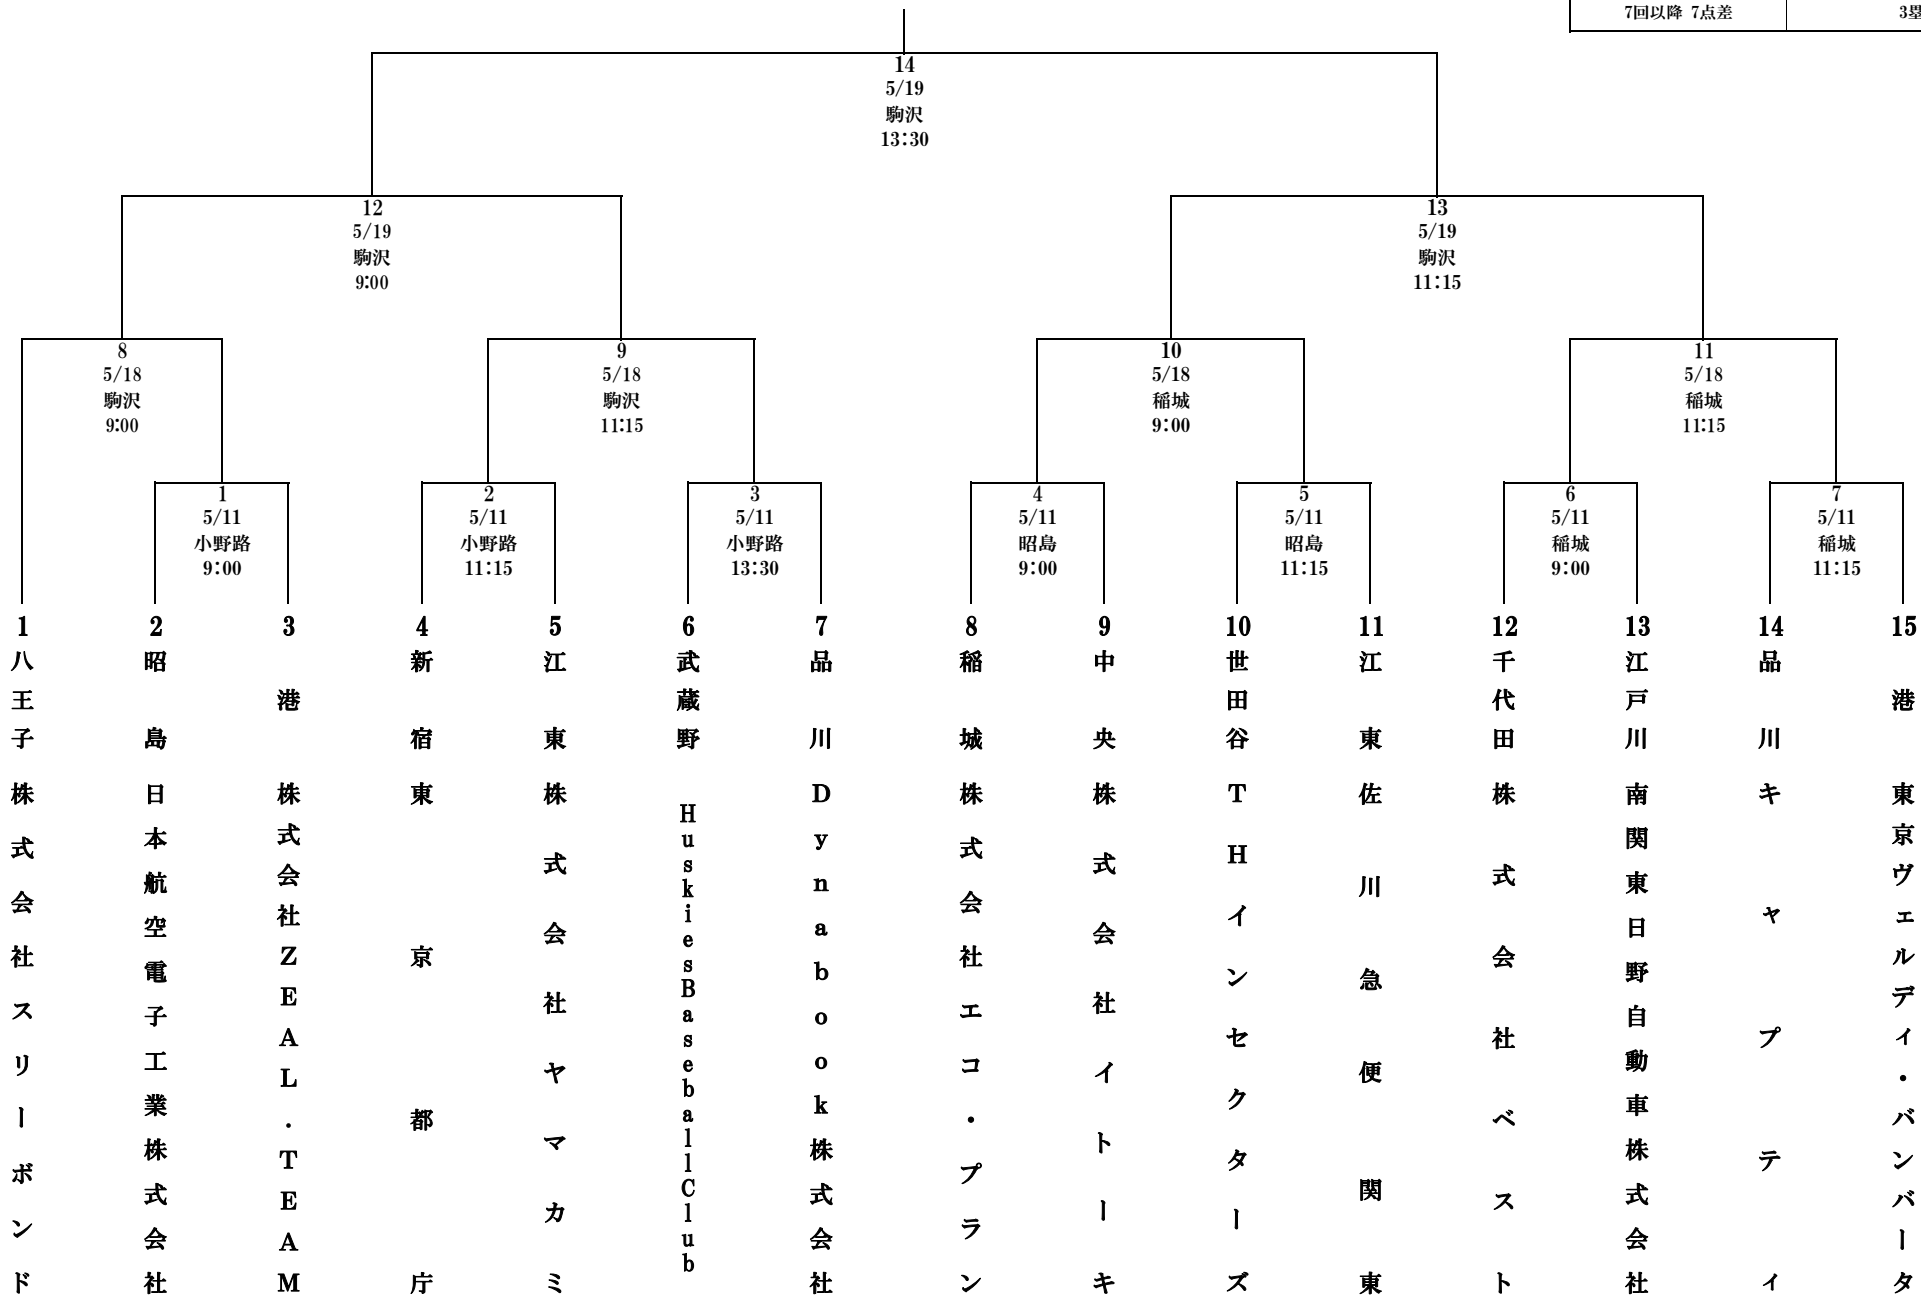 7回以降 7点差
14
5/19
駒沢
13:30
12
5/19
駒沢
9:00
13
5/19
駒沢
11:15
8
5/18
駒沢
9:00
9
5/18
駒沢
11:15
10
5/18
稲城
9:00
11
5/18
稲城
11:15
1
5/11
小野路
9:00
2
5/11
小野路
11:15
3
5/11
小野路
13:30
4
5/11
昭島
9:00
5
5/11
昭島
11:15
6
5/11
稲城
9:00
7
5/11
稲城
11:15
1
八王子
株式会社スリーボンド
2
昭島
日本航空電子工業株式会社
3
港
株式会社ZEAL.TEAM
4
新宿
東京都庁
5
江東
株式会社ヤマカミ
6
武蔵野
HuskiesBaseballClub
7
品川
Dynabook株式会社
8
稲城
株式会社エコ・プラン
9
中央
株式会社イトーキ
10
世田谷
THインセクターズ
11
江東
佐川急便関東
12
千代田
株式会社ベスト
13
江戸川
南関東日野自動車株式会社
14
品川
キャプティ
15
港
東京ヴェルディ・バンバータ